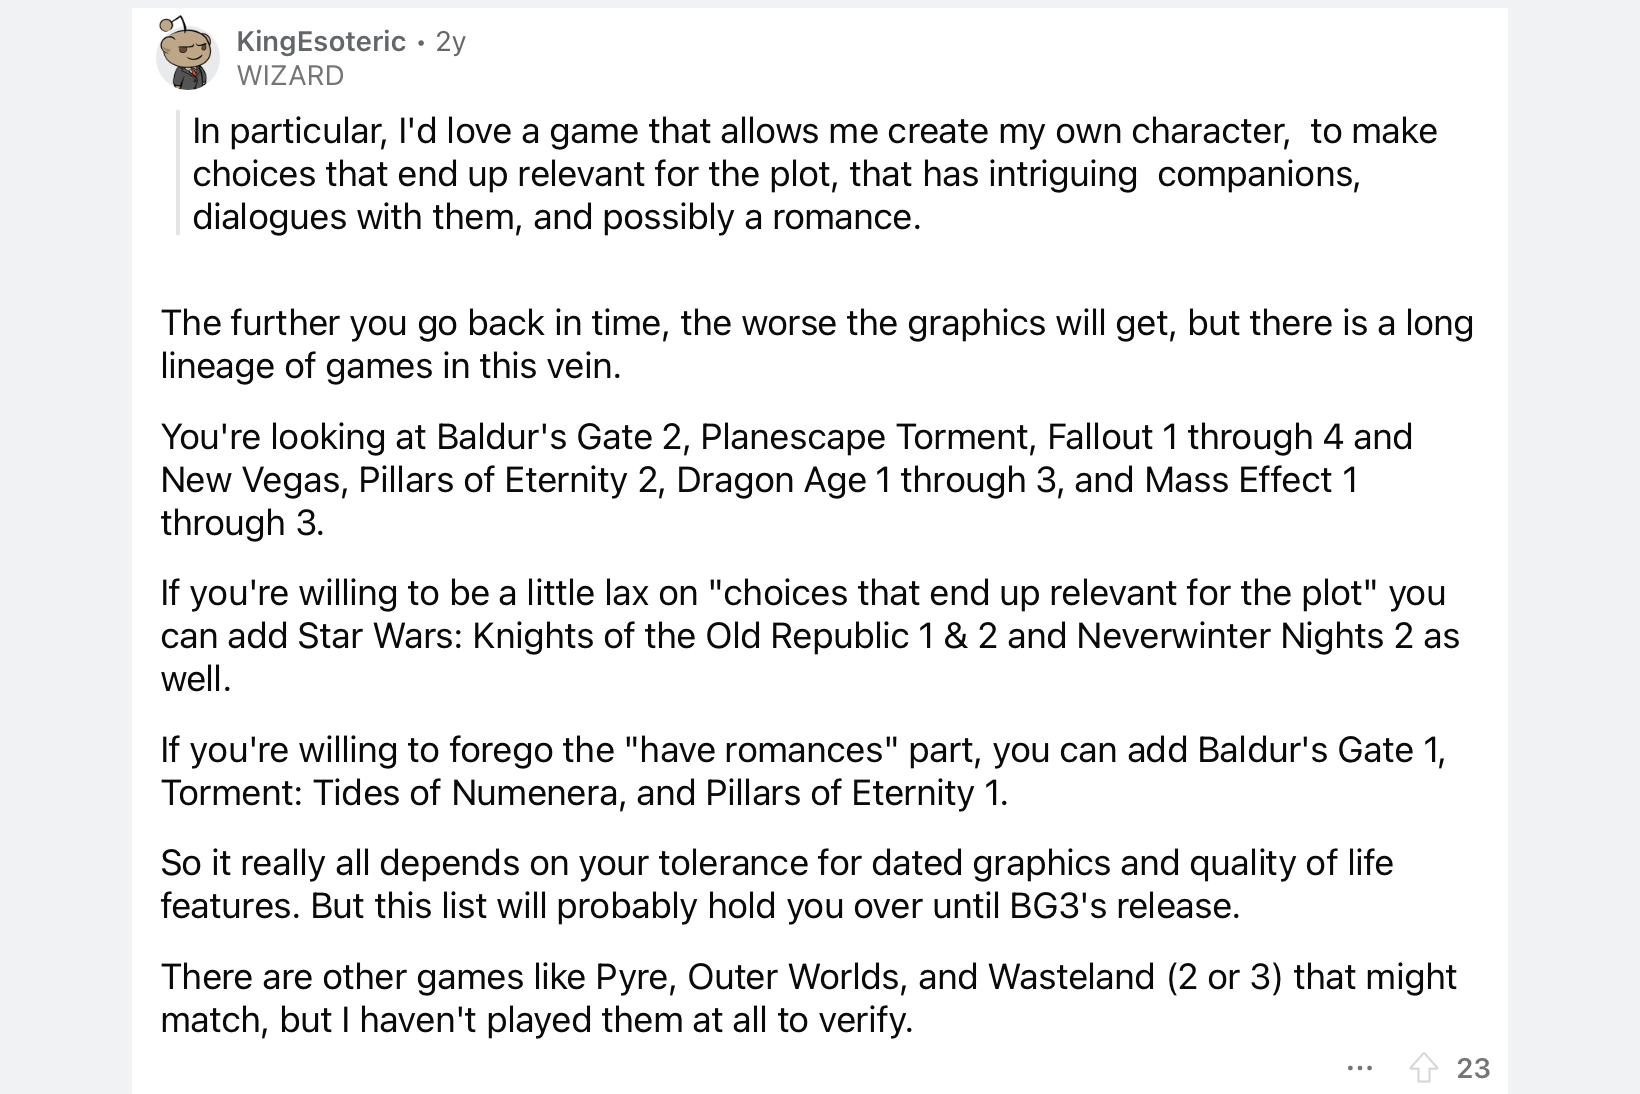 KingEsoteric • 2y
WIZARD
In particular, I'd love a game that allows me create my own character,  to make
choices that end up relevant for the plot, that has intriguing  companions,
dialogues with them, and possibly a romance.
The further you go back in time, the worse the graphics will get, but there is a long
lineage of games in this vein.
You're looking at Baldur's Gate 2, Planescape Torment, Fallout 1 through 4 and
New Vegas, Pillars of Eternity 2, Dragon Age 1 through 3, and Mass Effect 1
through 3.
If you're willing to be a little lax on "choices that end up relevant for the plot" you
can add Star Wars: Knights of the Old Republic 1 & 2 and Neverwinter Nights 2 as
well.
If you're willing to forego the "have romances" part, you can add Baldur's Gate 1,
Torment: Tides of Numenera, and Pillars of Eternity 1.
So it really all depends on your tolerance for dated graphics and quality of life
features. But this list will probably hold you over until BG3's release.
There are other games like Pyre, Outer Worlds, and Wasteland (2 or 3) that might
match, but I haven't played them at all to verify.
... 23